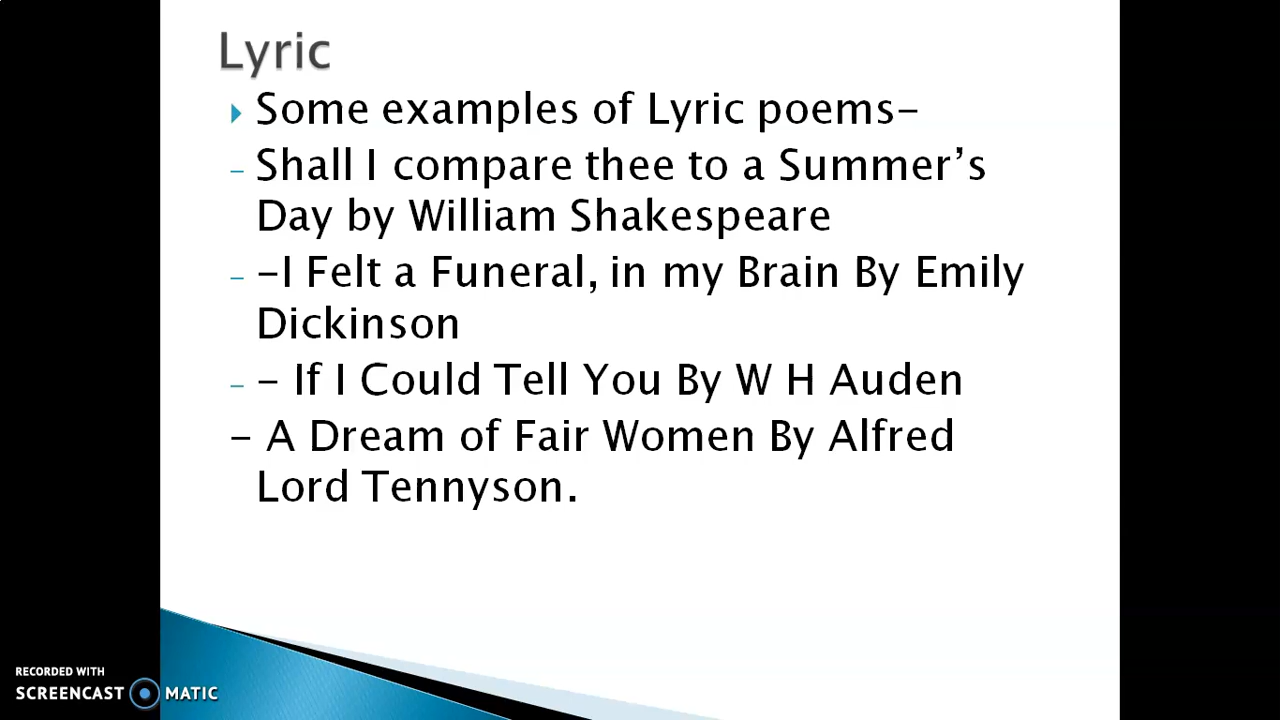 Lyric
Some examples of Lyric poems-
- Shall I compare thee to a Summer’s
Day by William Shakespeare
- -I Felt a Funeral, in my Brain By Emily
Dickinson
- - If I Could Tell You By W H Auden
- A Dream of Fair Women By Alfred
Lord Tennyson.
RECORDED WITH
SCREENCAST MATIC